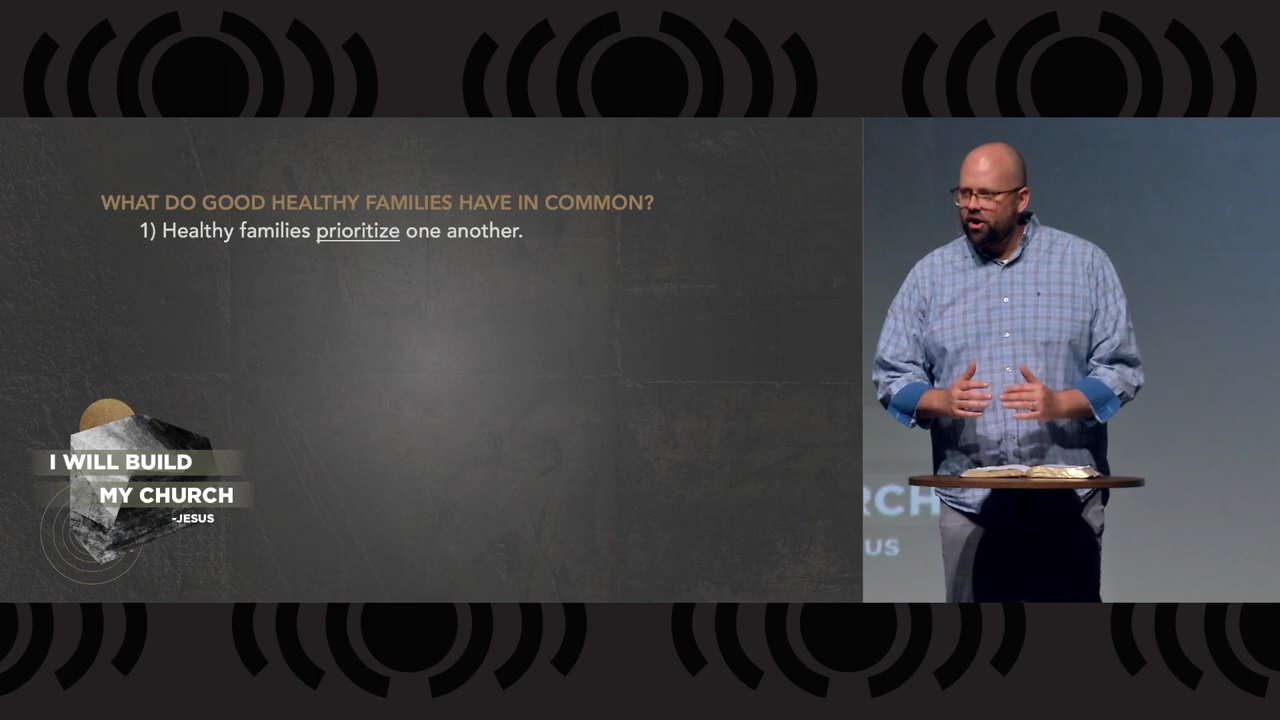 WHAT DO GOOD HEALTHY FAMILIES HAVE IN COMMON?
1) Healthy families prioritize one another.
I WILL BUILD
MY CHURCH
-JESUS
RCH
US